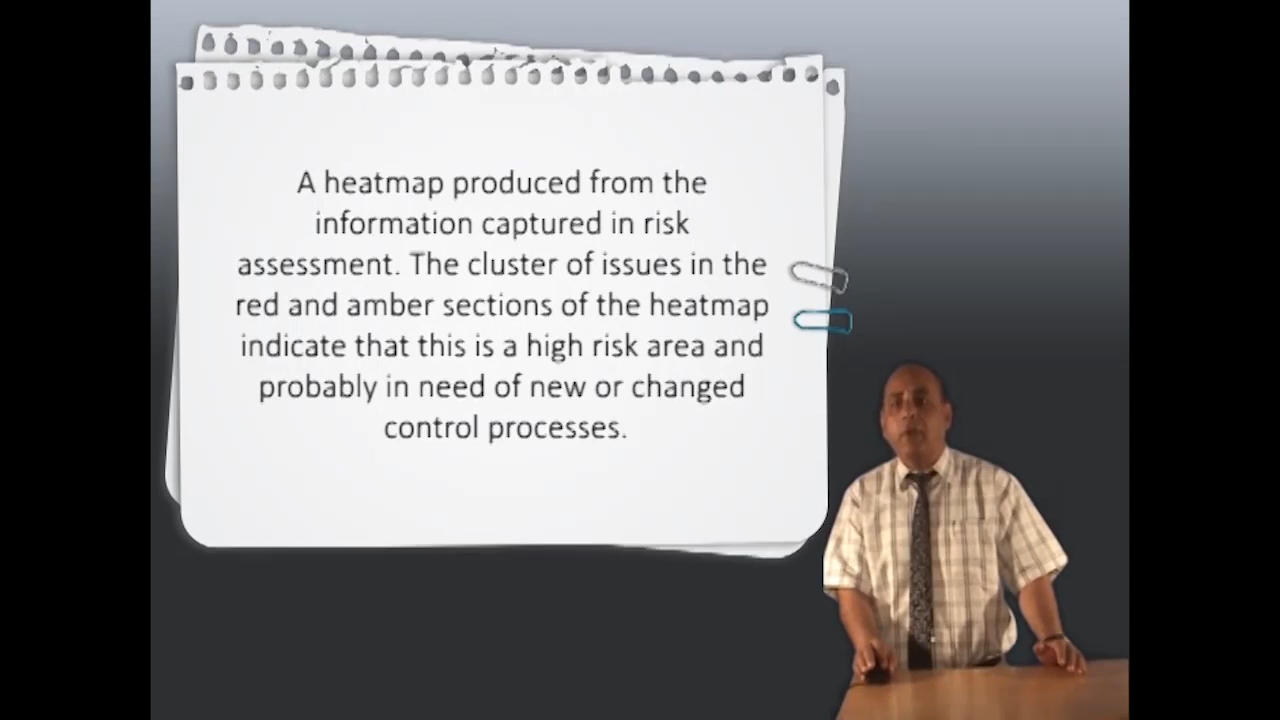 A heatmap produced from the
information captured in risk
assessment. The cluster of issues in the
red and amber sections of the heatmap
indicate that this is a high risk area and
probably in need of new or changed
control processes.